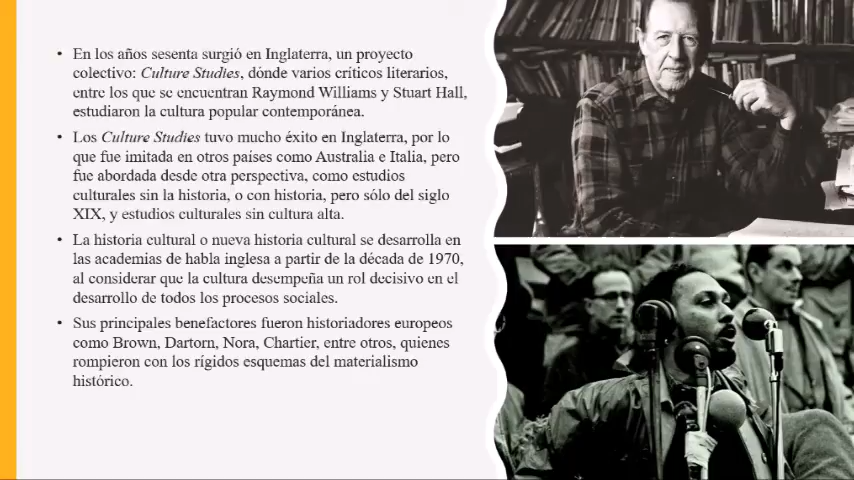 • En los años sesenta surgió en Inglaterra, un proyecto
colectivo: Culture Studies, dónde varios críticos literarios,
entre los que se encuentran Raymond Williams y Stuart Hall,
estudiaron la cultura popular contemporánea.
• Los Culture Studies tuvo mucho éxito en Inglaterra, por lo
que fue imitada en otros países como Australia e Italia, pero
fue abordada desde otra perspectiva, como estudios
culturales sin la historia, o con historia, pero sólo del siglo
XIX, y estudios culturales sin cultura alta.
• La historia cultural o nueva historia cultural se desarrolla en
las academias de habla inglesa a partir de la década de 1970,
al considerar que la cultura desempeña un rol decisivo en el
desarrollo de todos los procesos sociales.
• Sus principales benefactores fueron historiadores europeos
como Brown, Dartorn, Nora, Chartier, entre otros, quienes
rompieron con los rígidos esquemas del materialismo
histórico.